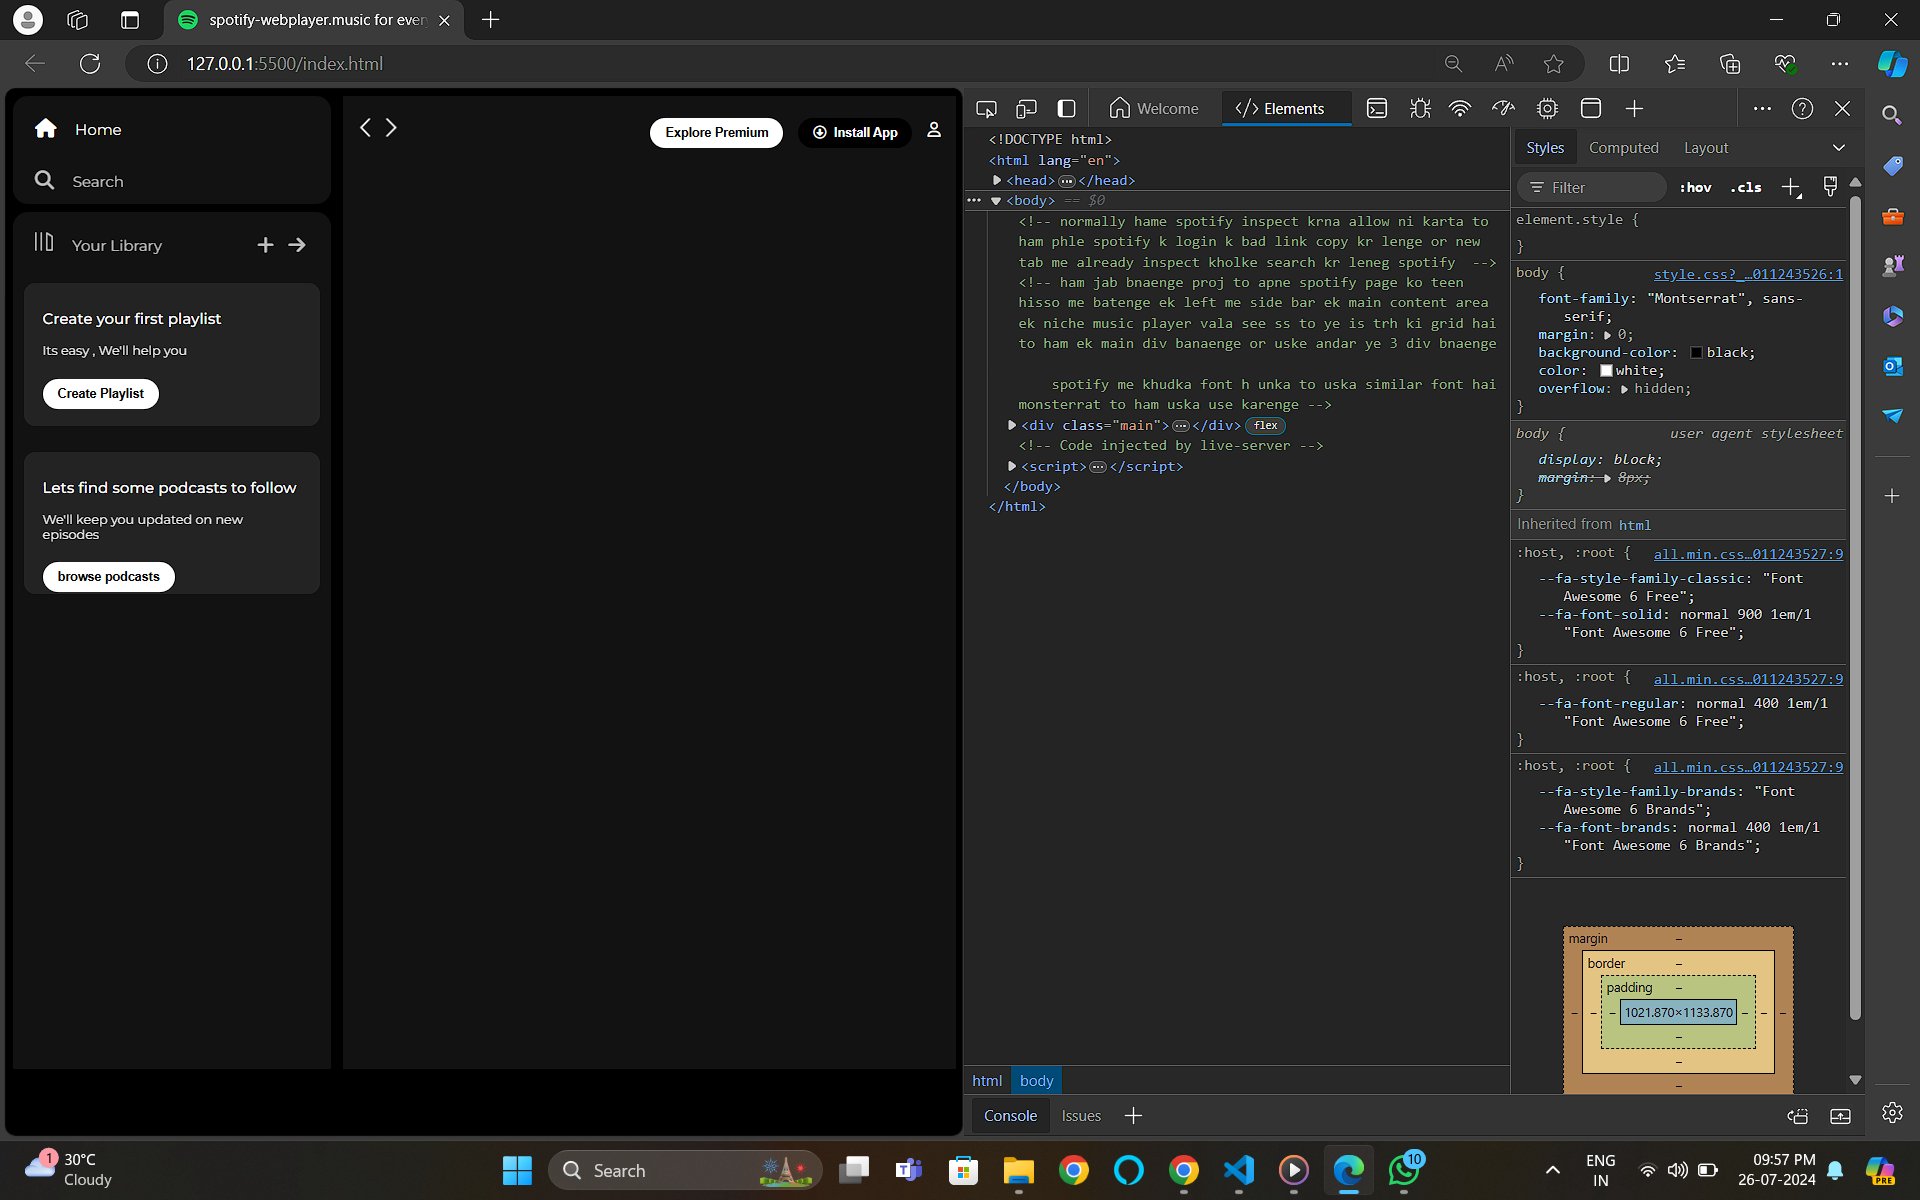 spotify-webplayer.music for ever
127.0.0.1:5500/index.html
Home
Search
Your Library
Create your first playlist
Its easy , We'll help you
Create Playlist
Lets find some podcasts to follow
We'll keep you updated on new
episodes
browse podcasts
Explore Premium
Install App
Welcome
Elements
<!DOCTYPE html>
<html lang="en">
<head>…</head>
<body> == $0
<!-- normally hame spotify inspect krna allow ni karta to
ham phle spotify k login k bad link copy kr lenge or new
tab me already inspect kholke search kr leneg spotify  -->
<!-- ham jab bnaenge proj to apne spotify page ko teen
hisso me batenge ek left me side bar ek main content area
ek niche music player vala see ss to ye is trh ki grid hai
to ham ek main div banaenge or uske andar ye 3 div bnaenge
spotify me khudka font h unka to uska similar font hai
monsterrat to ham uska use karenge -->
<div class="main">…</div> flex
<!-- Code injected by live-server -->
<script>…</script>
</body>
</html>
html body
Styles Computed Layout
Filter :hov .cls
element.style {
}
body { style.css?_…011243526:1
font-family: "Montserrat", sans-
serif;
margin: 0;
background-color: black;
color: white;
overflow: hidden;
}
body { user agent stylesheet
display: block;
margin: 8px;
}
Inherited from html
:host, :root { all.min.css…011243527:9
--fa-style-family-classic: "Font
Awesome 6 Free";
--fa-font-solid: normal 900 1em/1
"Font Awesome 6 Free";
}
:host, :root { all.min.css…011243527:9
--fa-font-regular: normal 400 1em/1
"Font Awesome 6 Free";
}
:host, :root { all.min.css…011243527:9
--fa-style-family-brands: "Font
Awesome 6 Brands";
--fa-font-brands: normal 400 1em/1
"Font Awesome 6 Brands";
}
margin –
border –
padding –
– – – 1021.870×1133.870 – – –
–
–
–
Console Issues
1
30°C
Cloudy
Search
10
ENG
IN
09:57 PM
26-07-2024
PRE